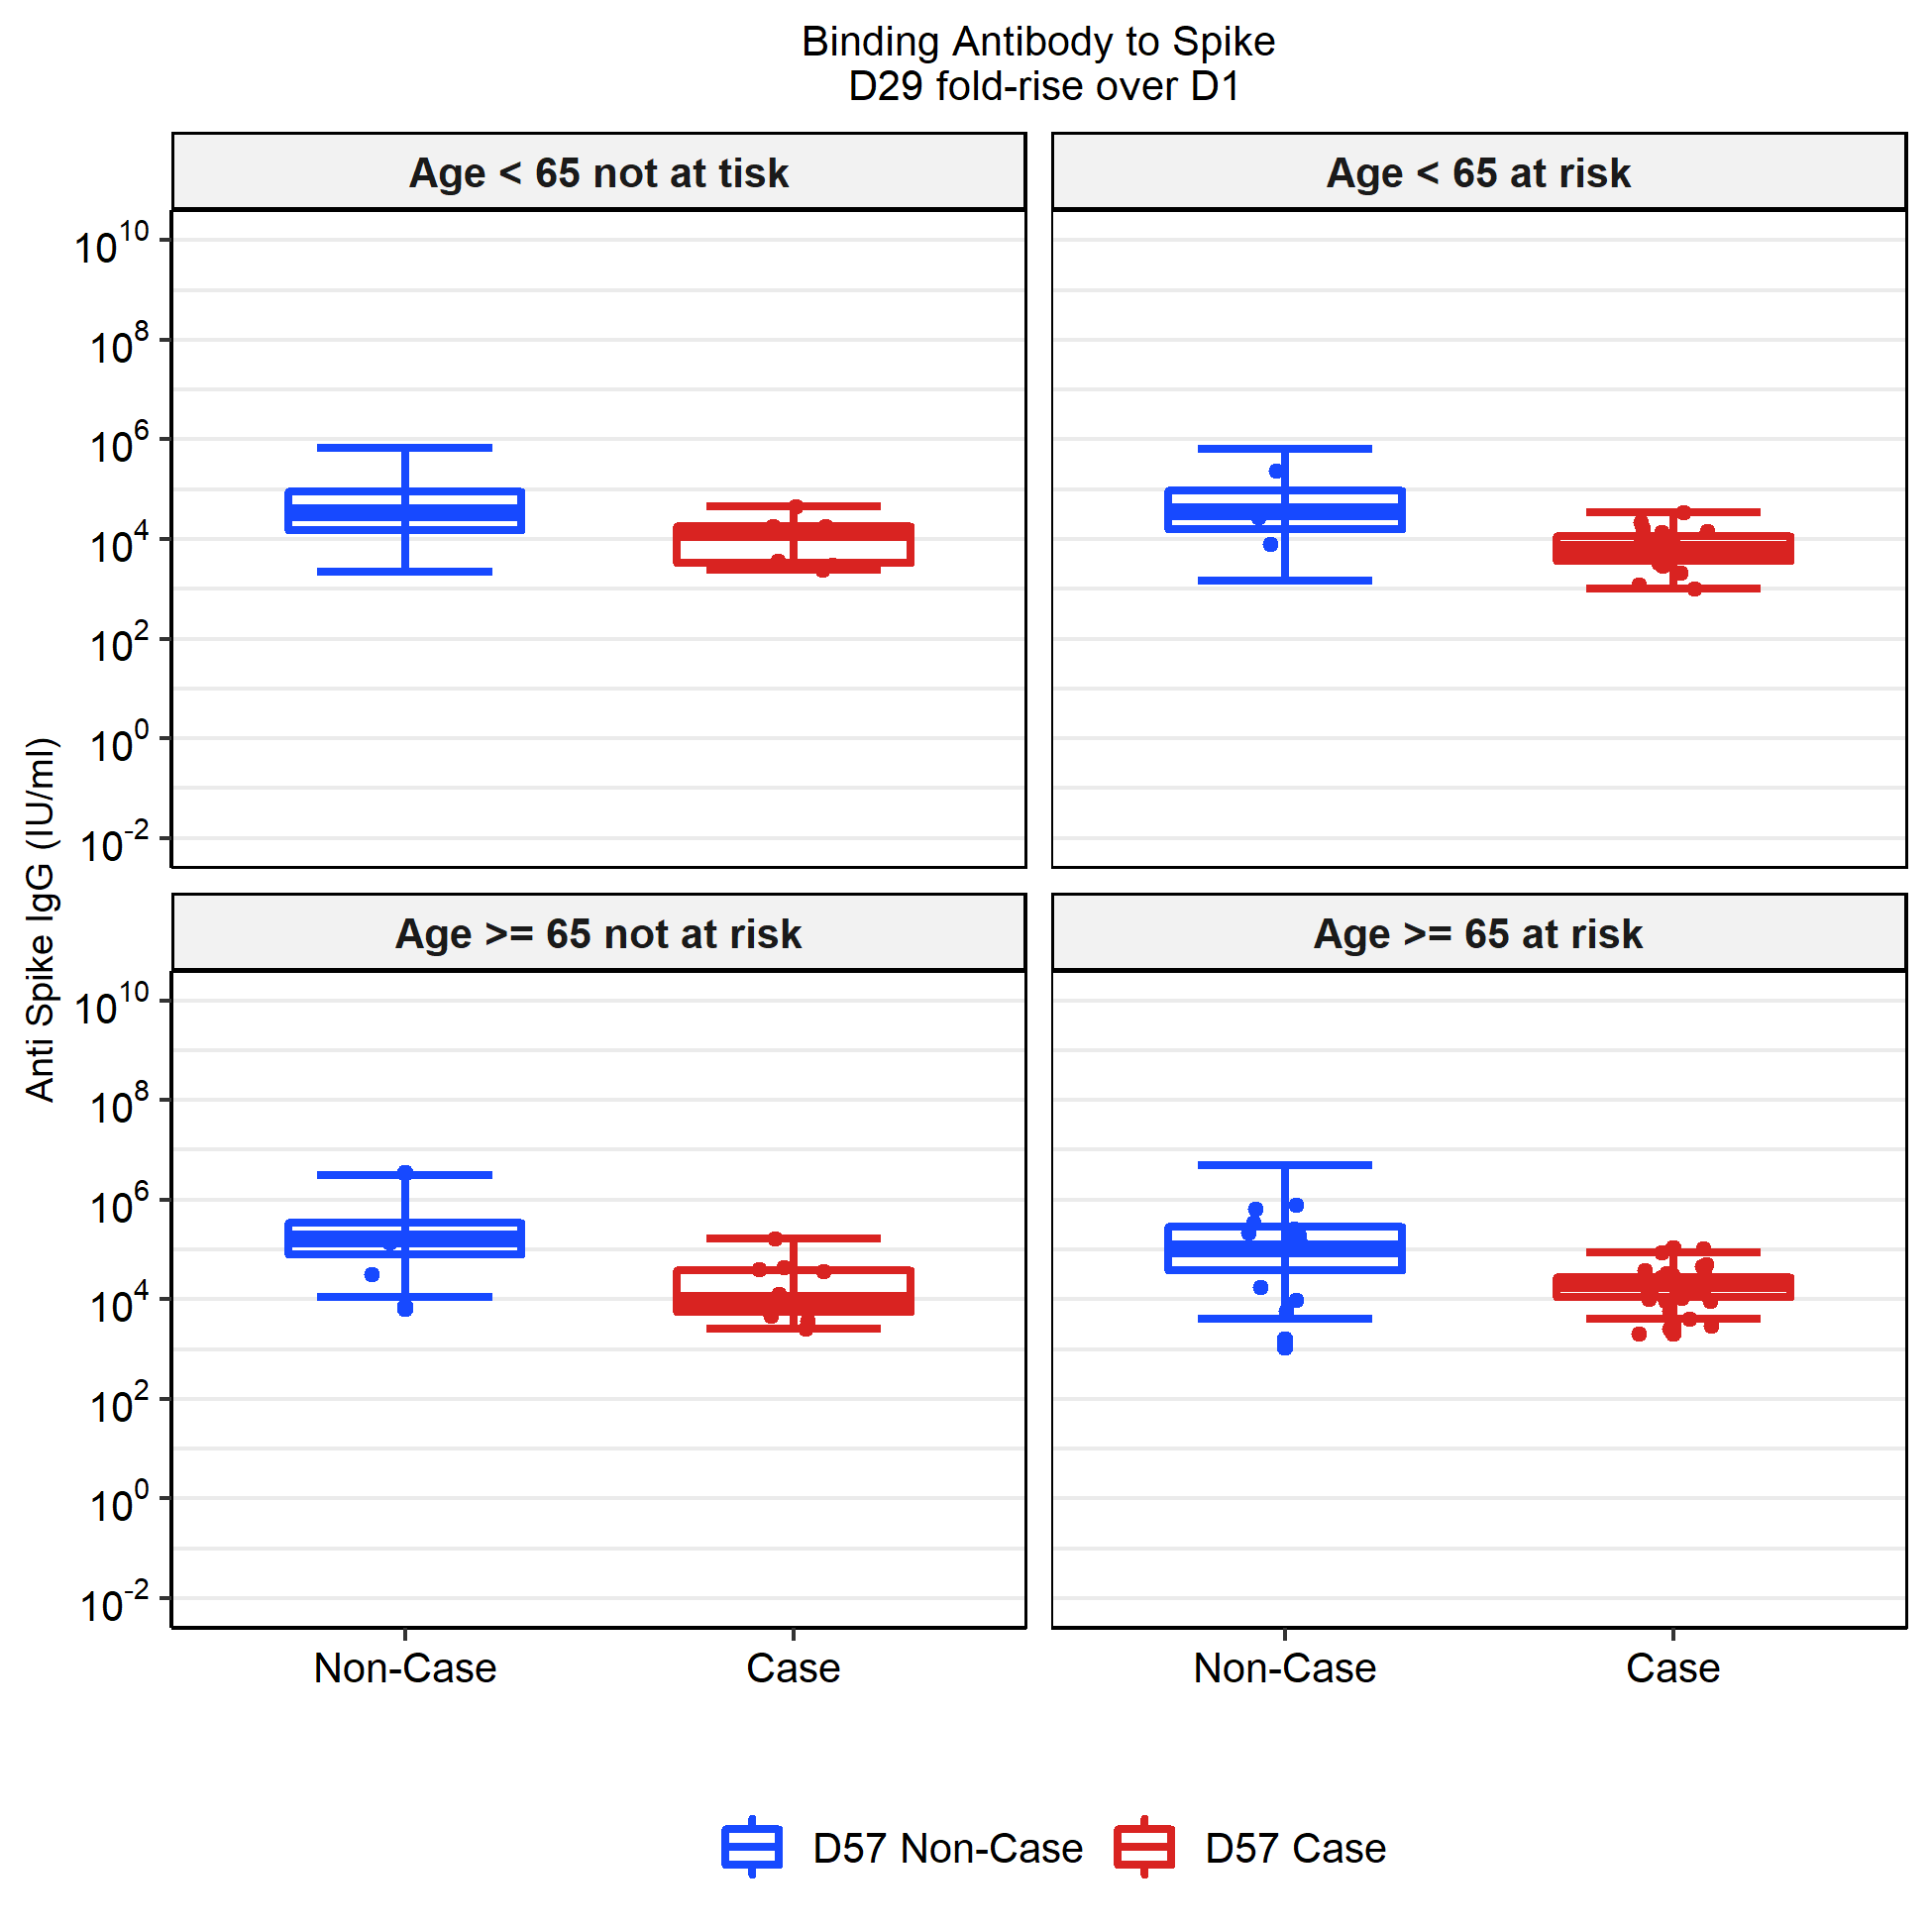 Binding Antibody to Spike
D29 fold-rise over D1
Age < 65 not at tisk
Age < 65 at risk
10^10
10^8
10^6
10^4
10^2
10^0
10^-2
Anti Spike IgG (IU/ml)
Age >= 65 not at risk
Age >= 65 at risk
10^10
10^8
10^6
10^4
10^2
10^0
10^-2
Non-Case Case Non-Case Case
D57 Non-Case D57 Case